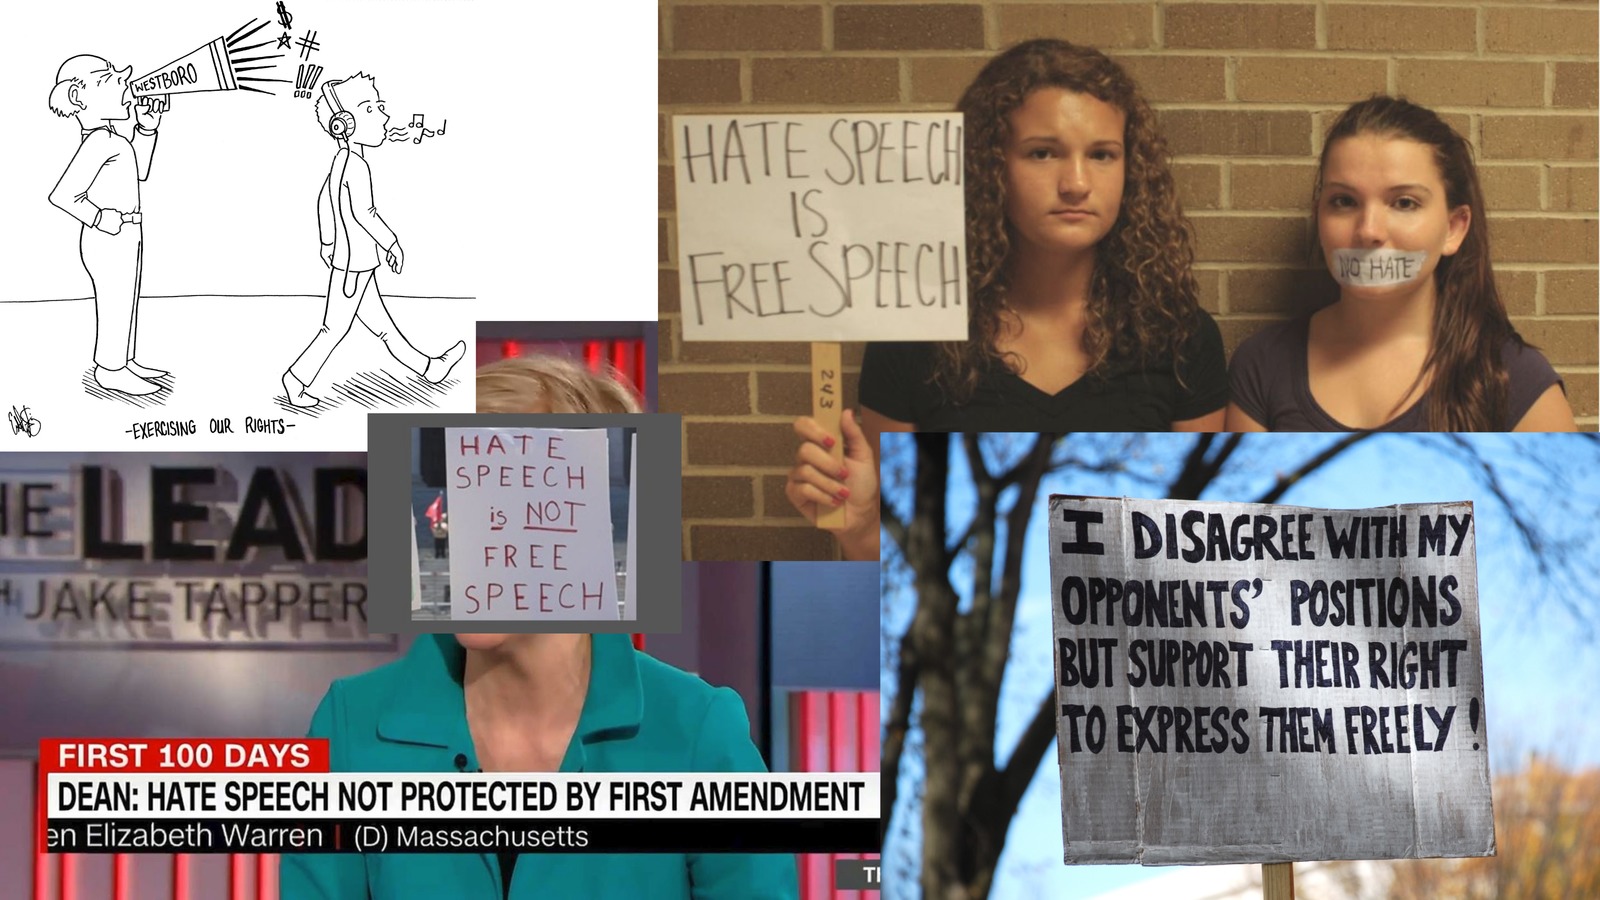 WESTBORO
$
#
!!!
-EXERCISING OUR RIGHTS-
HATE SPEECH
IS
FREE SPEECH
243
NO HATE
HATE
SPEECH
is NOT
FREE
SPEECH
HE LEAD
H JAKE TAPPER
FIRST 100 DAYS
DEAN: HATE SPEECH NOT PROTECTED BY FIRST AMENDMENT
en Elizabeth Warren | (D) Massachusetts
I DISAGREE WITH MY
OPPONENTS' POSITIONS
BUT SUPPORT THEIR RIGHT
TO EXPRESS THEM FREELY!